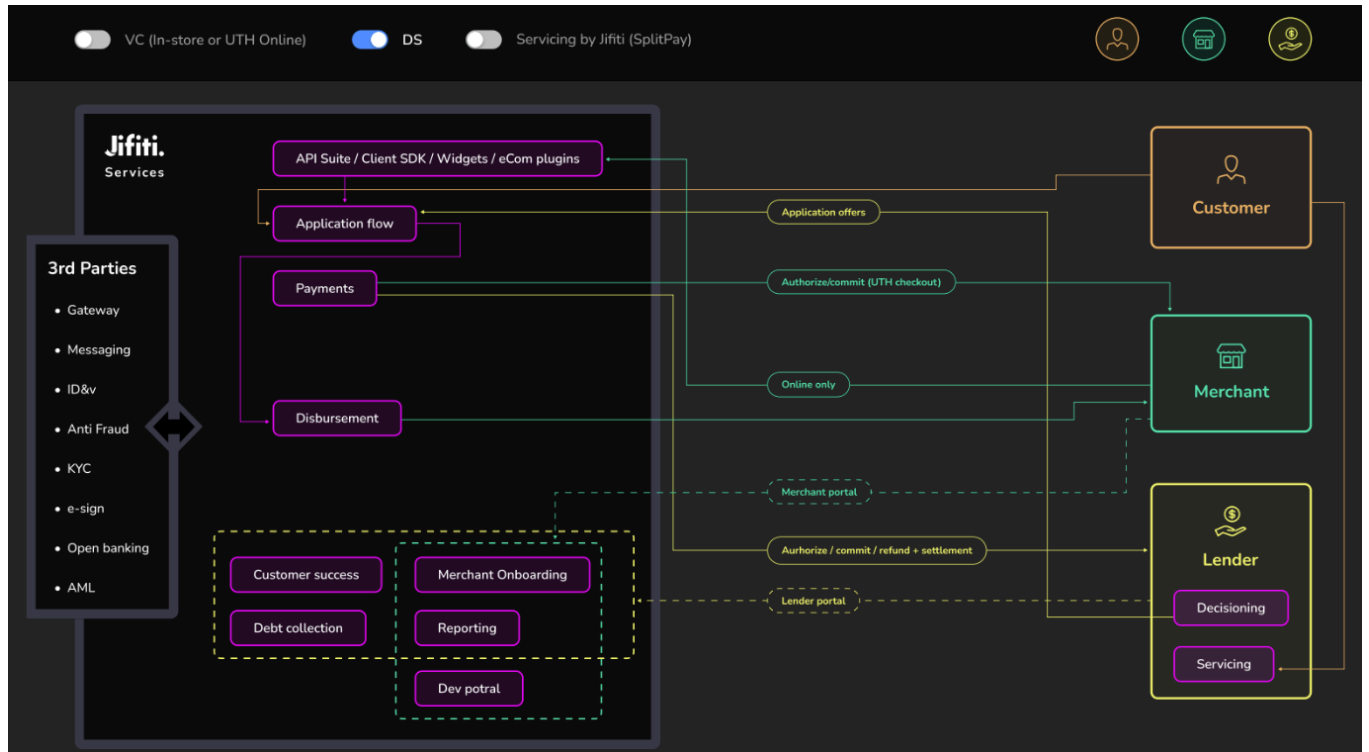 VC (In-store or UTH Online)
DS
Servicing by Jifiti (SplitPay)
Jifiti.
Services
API Suite / Client SDK / Widgets / eCom plugins
Application flow
Application offers
Customer
3rd Parties
• Gateway
• Messaging
• ID&v
• Anti Fraud
• KYC
• e-sign
• Open banking
• AML
Payments
Authorize/commit (UTH checkout)
Online only
Merchant
Disbursement
Merchant portal
Aurhorize / commit / refund + settlement
Lender
Customer success
Merchant Onboarding
Lender portal
Decisioning
Debt collection
Reporting
Servicing
Dev potral